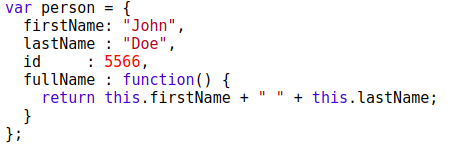 var person = {
  firstName: "John",
  lastName : "Doe",
  id     : 5566,
  fullName : function() {
    return this.firstName + " " + this.lastName;
  }
};